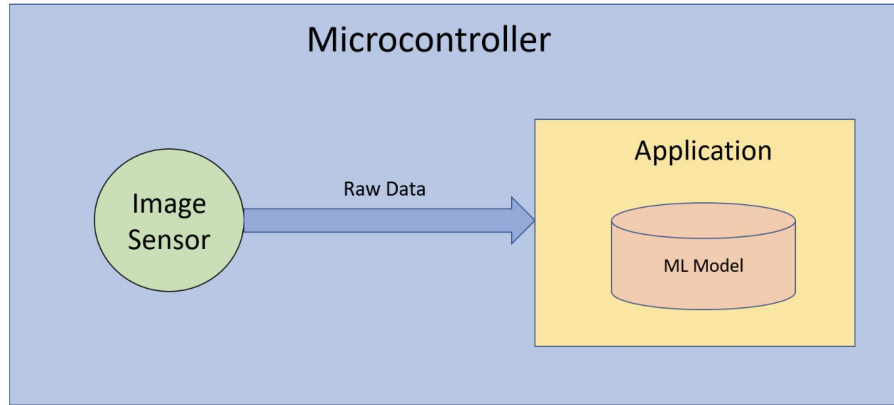 Microcontroller
Application
Raw Data
Image
Sensor
ML Model